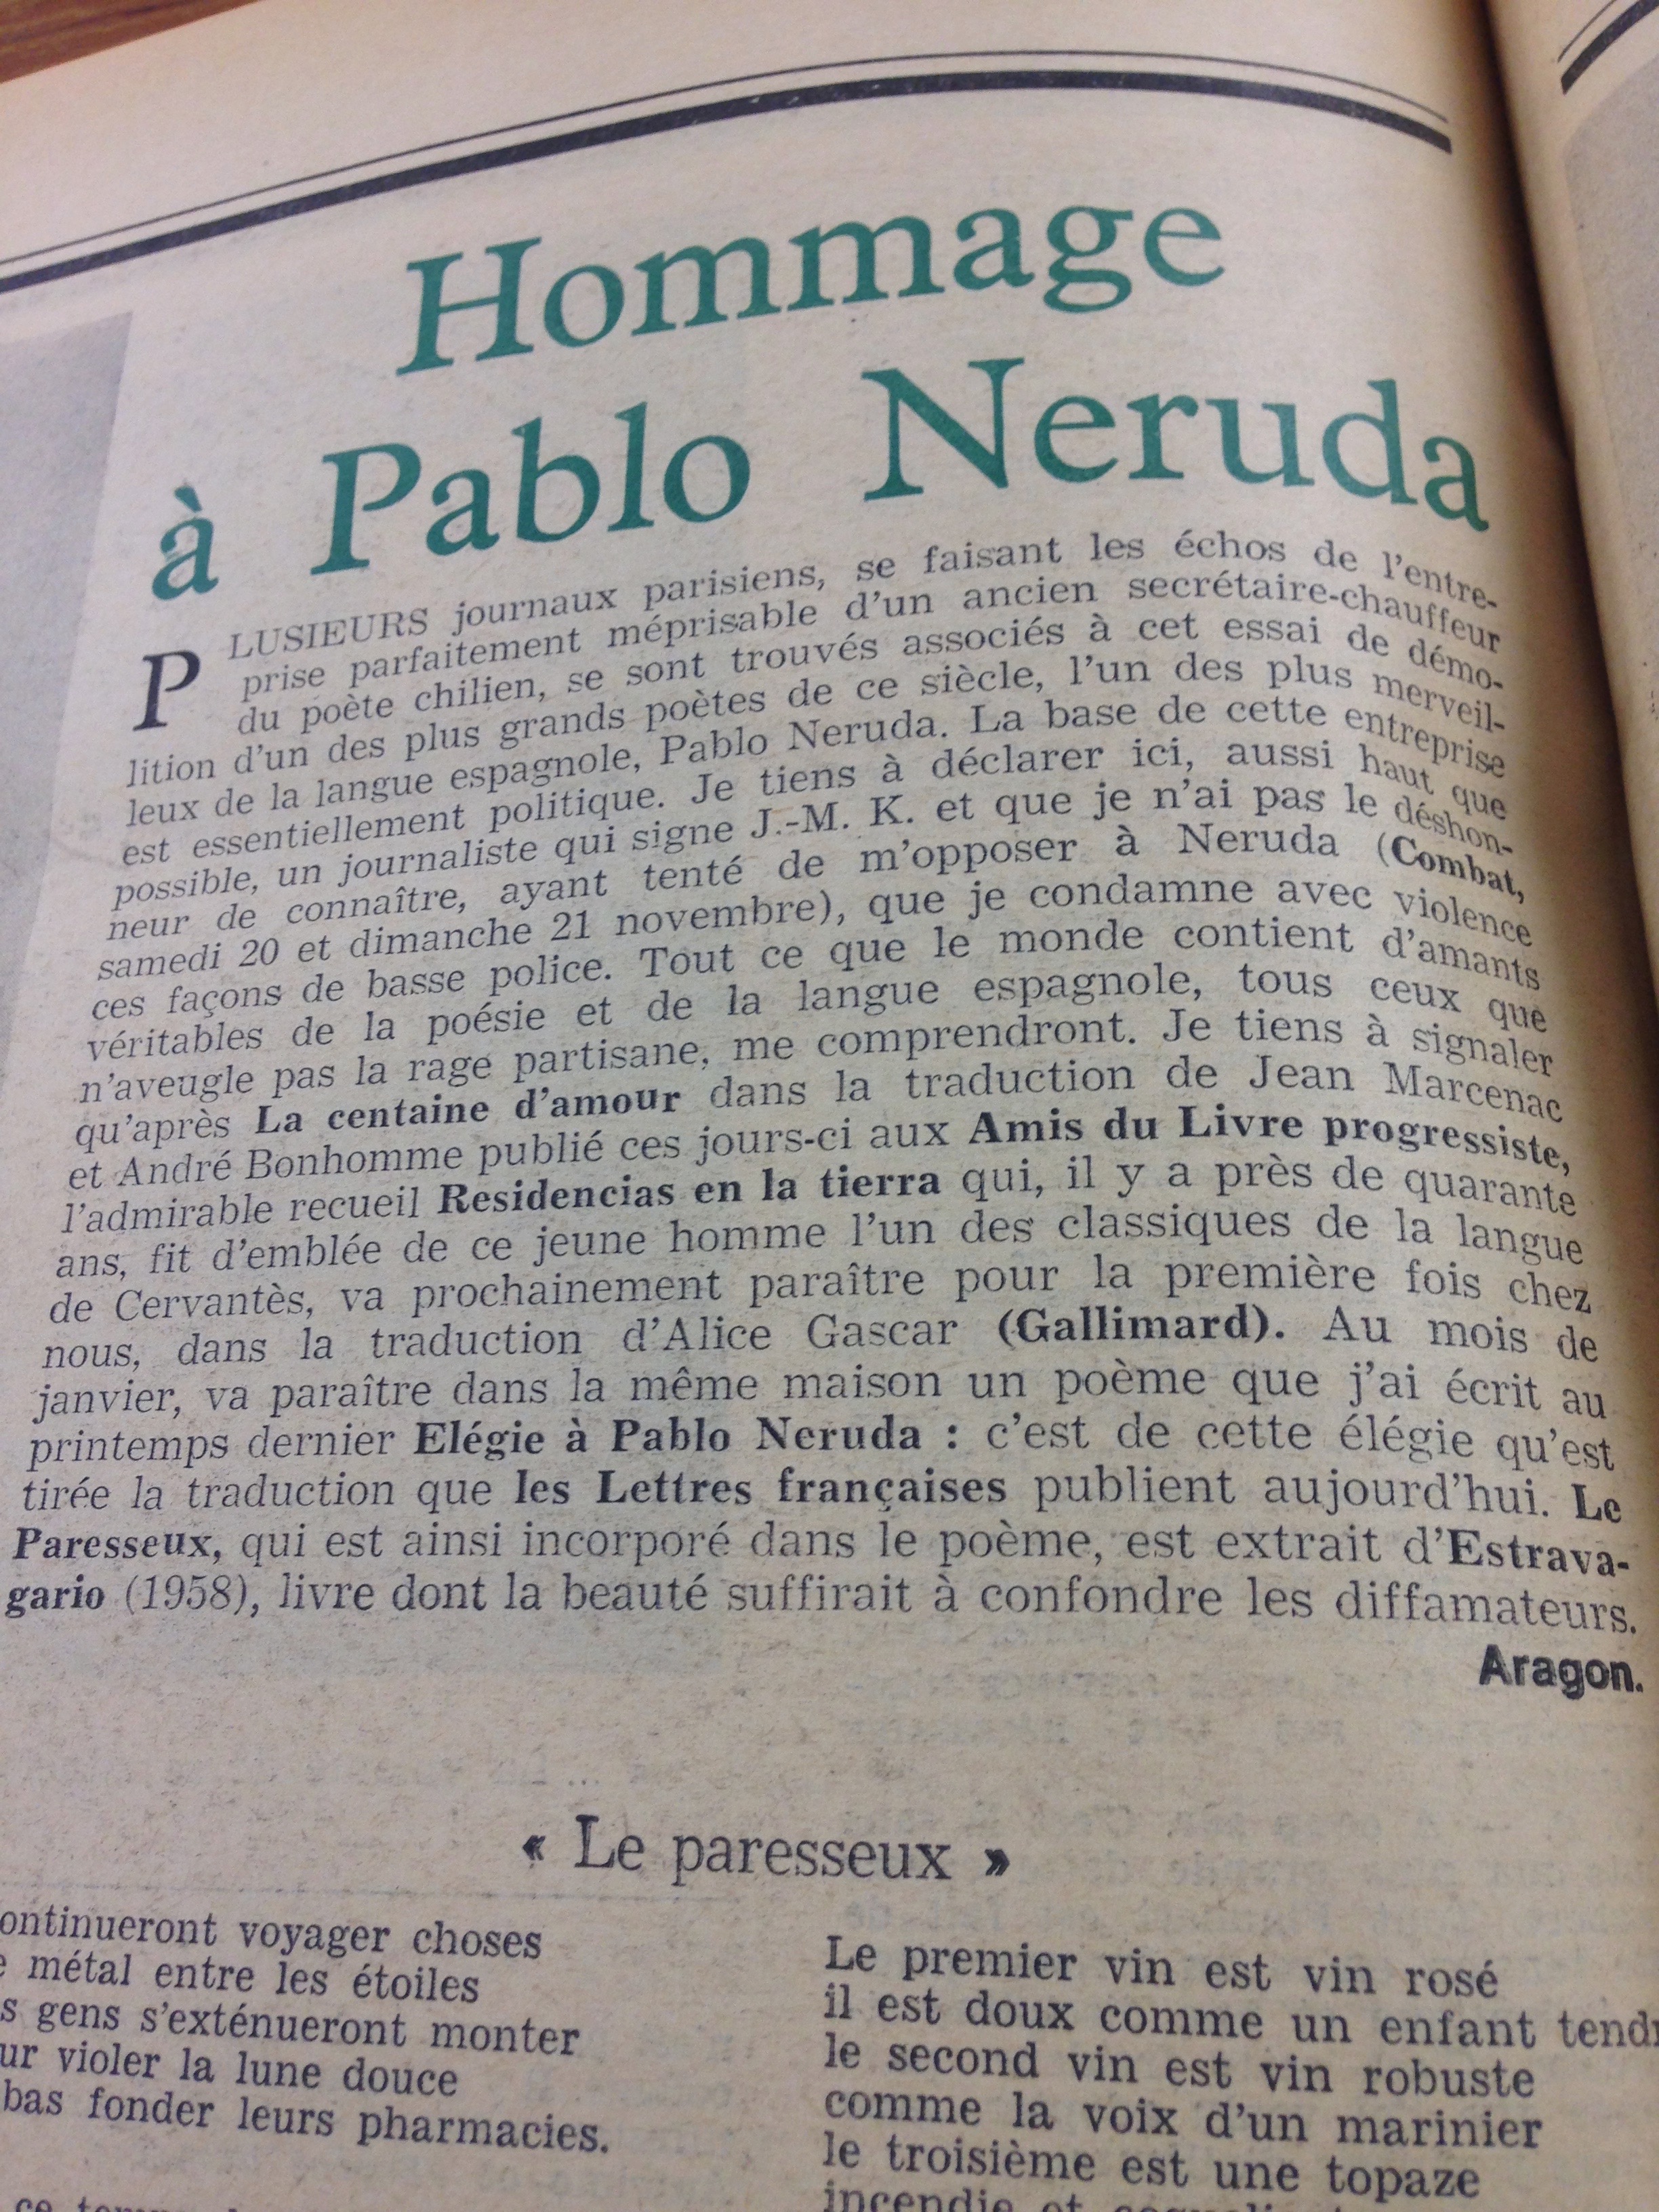 Hommage
à Pablo Neruda
PLUSIEURS journaux parisiens, se faisant les échos de l'entre-
prise parfaitement méprisable d'un ancien secrétaire-chauffeur
du poète chilien, se sont trouvés associés à cet essai de démo-
lition d'un des plus grands poètes de ce siècle, l'un des plus merveil-
leux de la langue espagnole, Pablo Neruda. La base de cette entreprise
est essentiellement politique. Je tiens à déclarer ici, aussi haut que
possible, un journaliste qui signe J.-M. K. et que je n'ai pas le déshon-
neur de connaître, ayant tenté de m'opposer à Neruda (Combat,
samedi 20 et dimanche 21 novembre), que je condamne avec violence
ces façons de basse police. Tout ce que le monde contient d'amants
véritables de la poésie et de la langue espagnole, tous ceux que
n'aveugle pas la rage partisane, me comprendront. Je tiens à signaler
qu'après La centaine d'amour dans la traduction de Jean Marcenac
et André Bonhomme publié ces jours-ci aux Amis du Livre progressiste,
l'admirable recueil Residencias en la tierra qui, il y a près de quarante
ans, fit d'emblée de ce jeune homme l'un des classiques de la langue
de Cervantès, va prochainement paraître pour la première fois chez
nous, dans la traduction d'Alice Gascar (Gallimard). Au mois de
janvier, va paraître dans la même maison un poème que j'ai écrit au
printemps dernier Elégie à Pablo Neruda : c'est de cette élégie qu'est
tirée la traduction que les Lettres françaises publient aujourd'hui. Le
Paresseux, qui est ainsi incorporé dans le poème, est extrait d'Estrava-
gario (1958), livre dont la beauté suffirait à confondre les diffamateurs.
Aragon.
« Le paresseux »
ontinueront voyager choses
métal entre les étoiles
s gens s'exténueront monter
ur violer la lune douce
bas fonder leurs pharmacies.
Le premier vin est vin rosé
il est doux comme un enfant tendr
le second vin est vin robuste
comme la voix d'un marinier
le troisième est une topaze